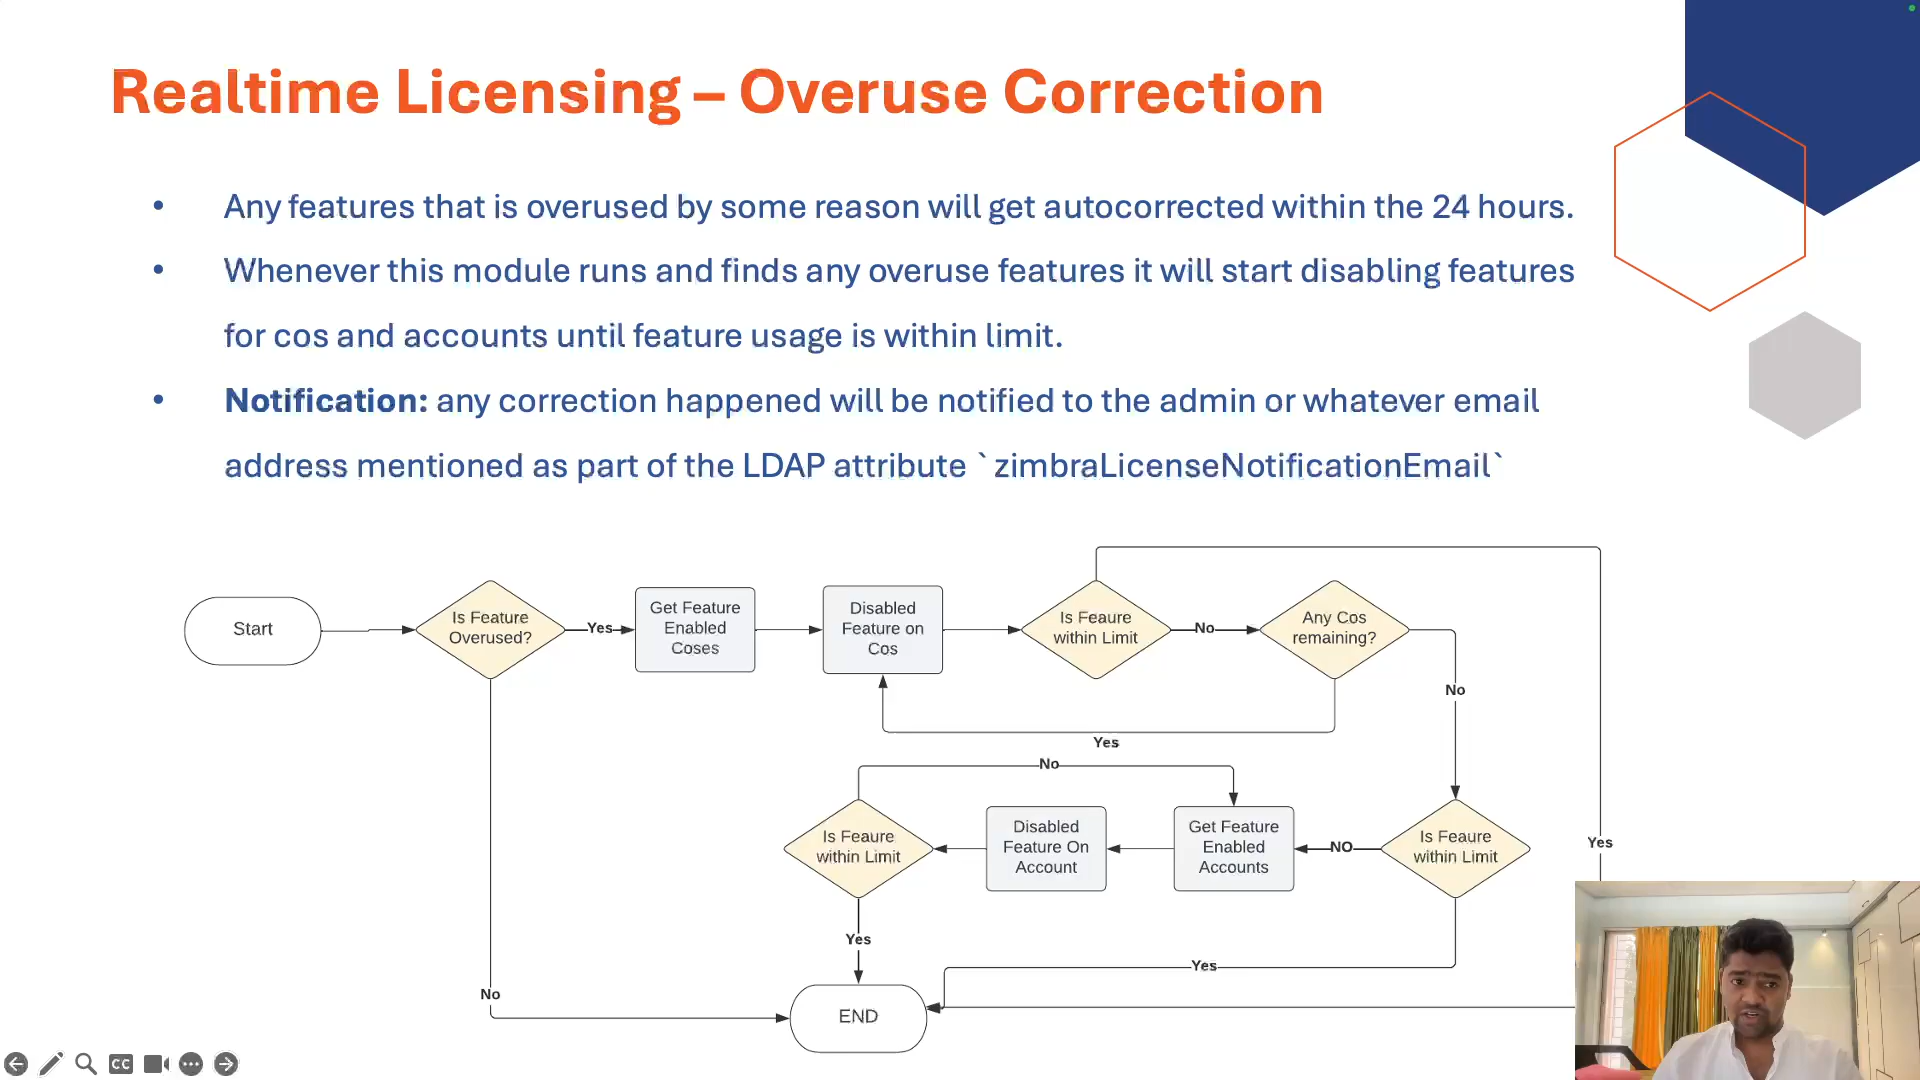 Realtime Licensing – Overuse Correction
• Any features that is overused by some reason will get autocorrected within the 24 hours.
• Whenever this module runs and finds any overuse features it will start disabling features
for cos and accounts until feature usage is within limit.
• Notification: any correction happened will be notified to the admin or whatever email
address mentioned as part of the LDAP attribute `zimbraLicenseNotificationEmail`
Start
Is Feature
Overused?
Yes
Get Feature
Enabled
Coses
Disabled
Feature on
Cos
Is Feaure
within Limit
No
Any Cos
remaining?
No
Yes
No
Is Feaure
within Limit
Disabled
Feature On
Account
Get Feature
Enabled
Accounts
NO
Is Feaure
within Limit
Yes
Yes
Yes
No
END
CC